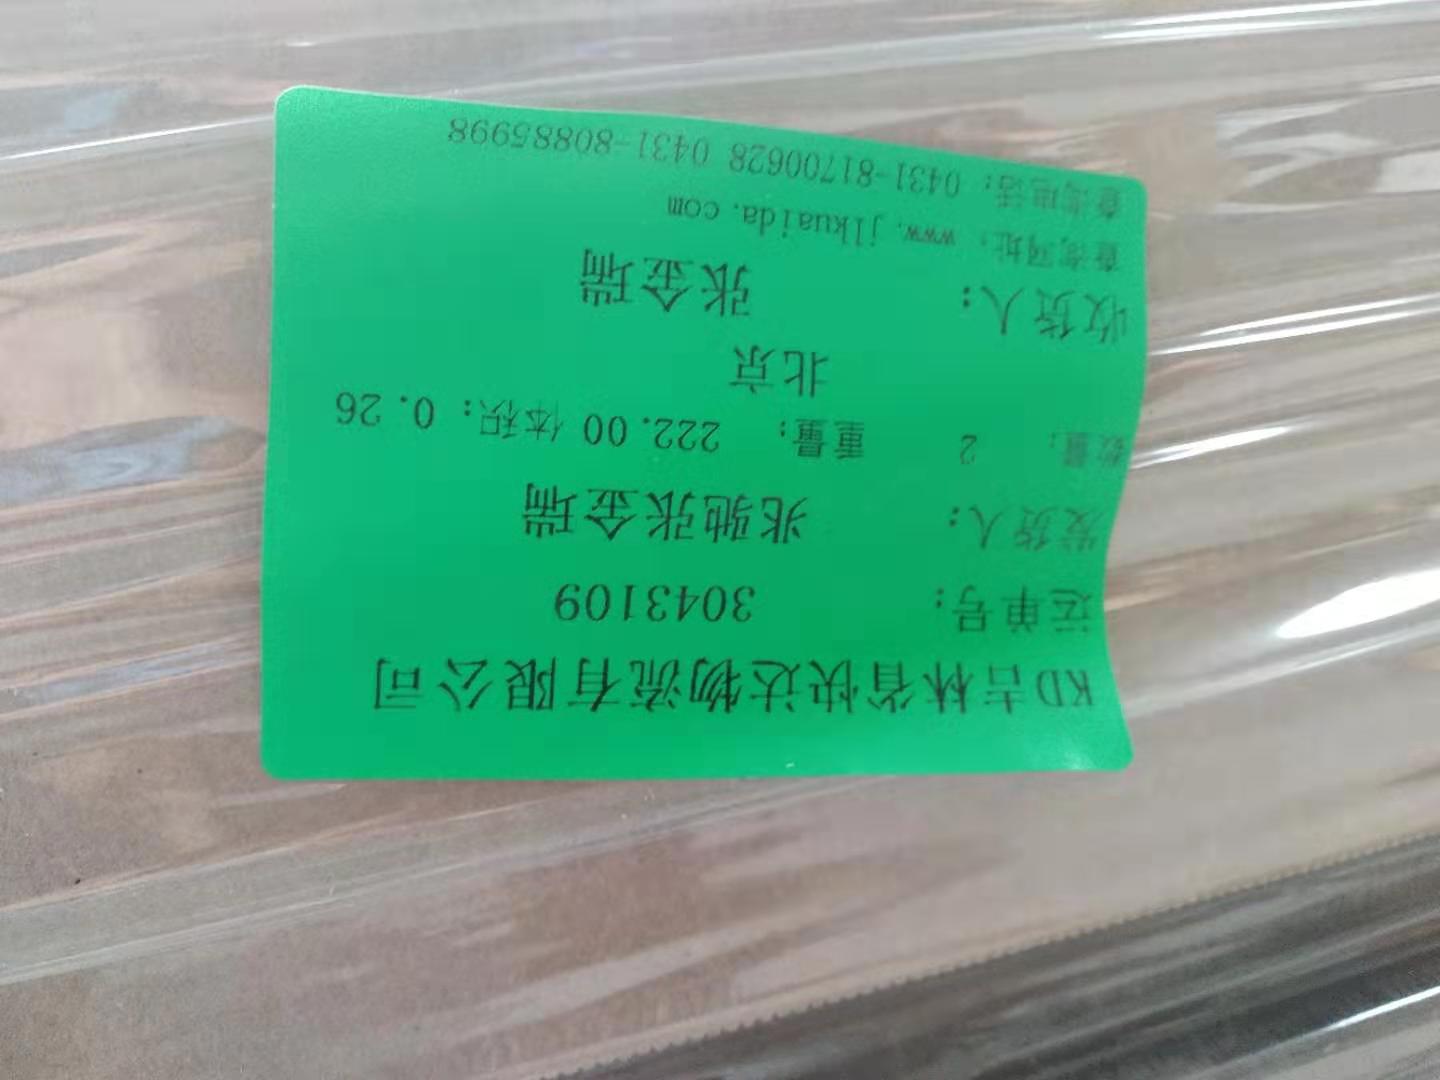 KD吉林省快达物流有限公司
运单号: 3043109
发货人: 兆驰张金瑞
数量: 2 重量: 222.00 体积: 0.26
北京
收货人: 张金瑞
查询网址: www.jlkuaida.com
查询电话: 0431-81700628 0431-80885998